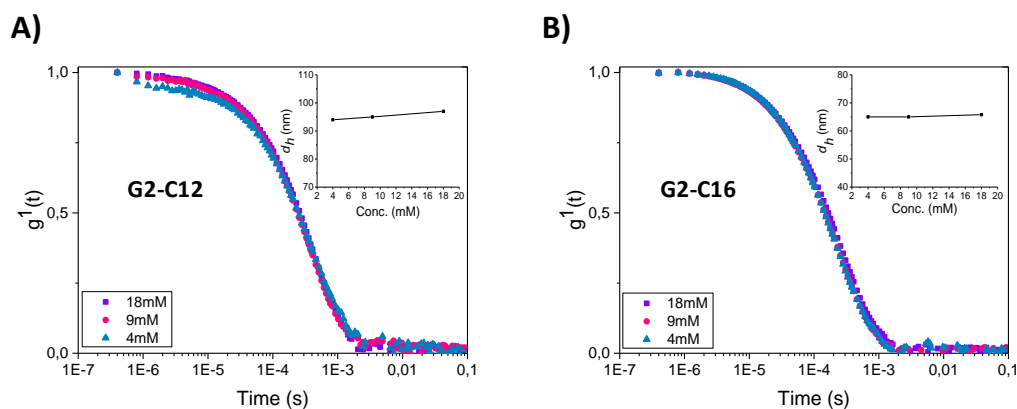 A)
1,0
0,5
0,0
g¹(t)
1E-7 1E-6 1E-5 1E-4 1E-3 0,01 0,1
Time (s)
G2-C12
18mM
9mM
4mM
110
100
90
80
70
d_h (nm)
2 4 6 8 10 12 14 16 18 20
Conc. (mM)
B)
1,0
0,5
0,0
g¹(t)
1E-7 1E-6 1E-5 1E-4 1E-3 0,01 0,1
Time (s)
G2-C16
18mM
9mM
4mM
80
70
60
50
40
d_h (nm)
2 4 6 8 10 12 14 16 18 20
Conc. (mM)